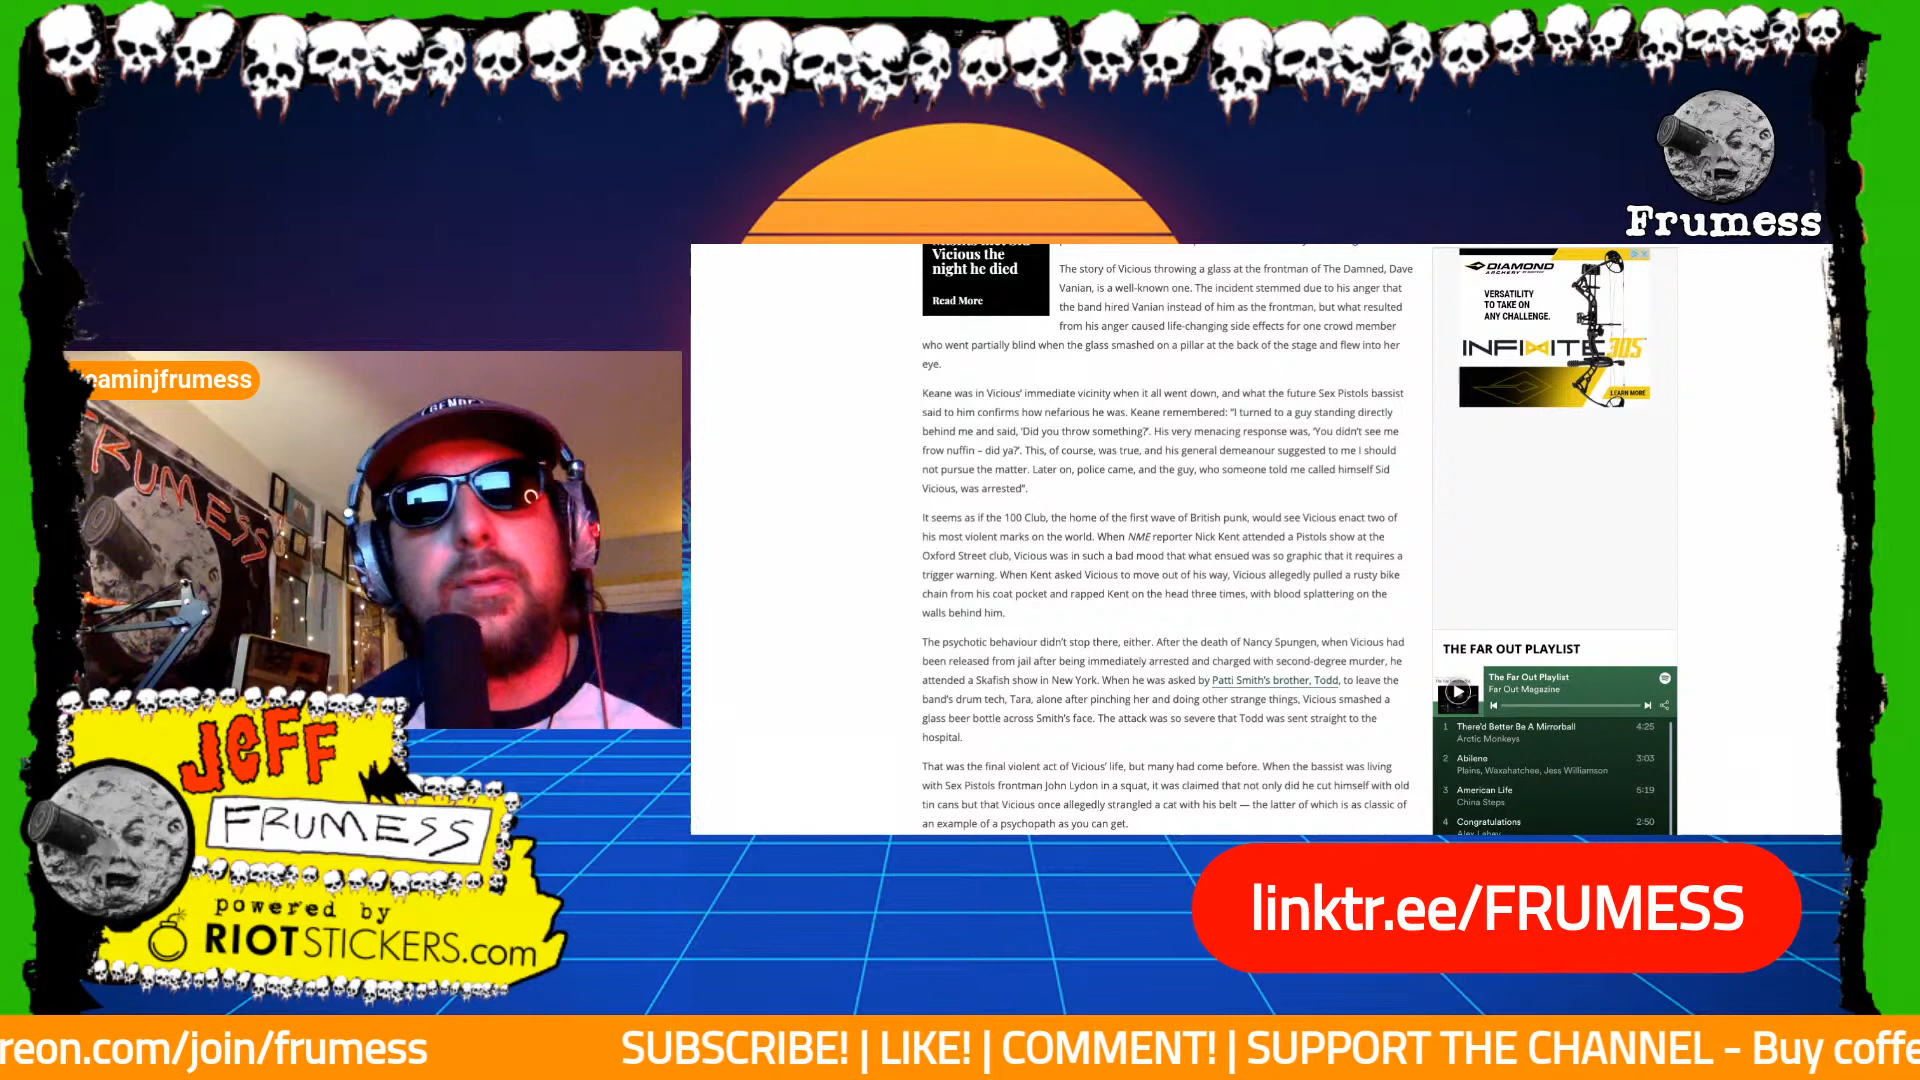 Frumess
Vicious the
night he died
Read More
The story of Vicious throwing a glass at the frontman of The Damned, Dave
Vanian, is a well-known one. The incident stemmed due to his anger that
the band hired Vanian instead of him as the frontman, but what resulted
from his anger caused life-changing side effects for one crowd member
who went partially blind when the glass smashed on a pillar at the back of the stage and flew into her
eye.
Keane was in Vicious' immediate vicinity when it all went down, and what the future Sex Pistols bassist
said to him confirms how nefarious he was. Keane remembered: "I turned to a guy standing directly
behind me and said, 'Did you throw something?'. His very menacing response was, 'You didn't see me
frow nuffin – did ya?'. This, of course, was true, and his general demeanour suggested to me I should
not pursue the matter. Later on, police came, and the guy, who someone told me called himself Sid
Vicious, was arrested".
It seems as if the 100 Club, the home of the first wave of British punk, would see Vicious enact two of
his most violent marks on the world. When NME reporter Nick Kent attended a Pistols show at the
Oxford Street club, Vicious was in such a bad mood that what ensued was so graphic that it requires a
trigger warning. When Kent asked Vicious to move out of his way, Vicious allegedly pulled a rusty bike
chain from his coat pocket and rapped Kent on the head three times, with blood splattering on the
walls behind him.
The psychotic behaviour didn't stop there, either. After the death of Nancy Spungen, when Vicious had
been released from jail after being immediately arrested and charged with second-degree murder, he
attended a Skafish show in New York. When he was asked by Patti Smith's brother, Todd, to leave the
band's drum tech, Tara, alone after pinching her and doing other strange things, Vicious smashed a
glass beer bottle across Smith's face. The attack was so severe that Todd was sent straight to the
hospital.
That was the final violent act of Vicious' life, but many had come before. When the bassist was living
with Sex Pistols frontman John Lydon in a squat, it was claimed that not only did he cut himself with old
tin cans but that Vicious once allegedly strangled a cat with his belt — the latter of which is as classic of
an example of a psychopath as you can get.
DIAMOND
ARCHERY
VERSATILITY
TO TAKE ON
ANY CHALLENGE.
INFINITE 305
LEARN MORE
THE FAR OUT PLAYLIST
The Far Out Playlist
Far Out Magazine
1 There'd Better Be A Mirrorball 4:25
Arctic Monkeys
2 Abilene 3:03
Plains, Waxahatchee, Jess Williamson
3 American Life 5:19
China Steps
4 Congratulations 2:50
Alex Lahey
eaminjfrumess
FRUMESS
JEFF
FRUMESS
powered by
RIOTSTICKERS.com
linktr.ee/FRUMESS
reon.com/join/frumess SUBSCRIBE! | LIKE! | COMMENT! | SUPPORT THE CHANNEL - Buy coffe